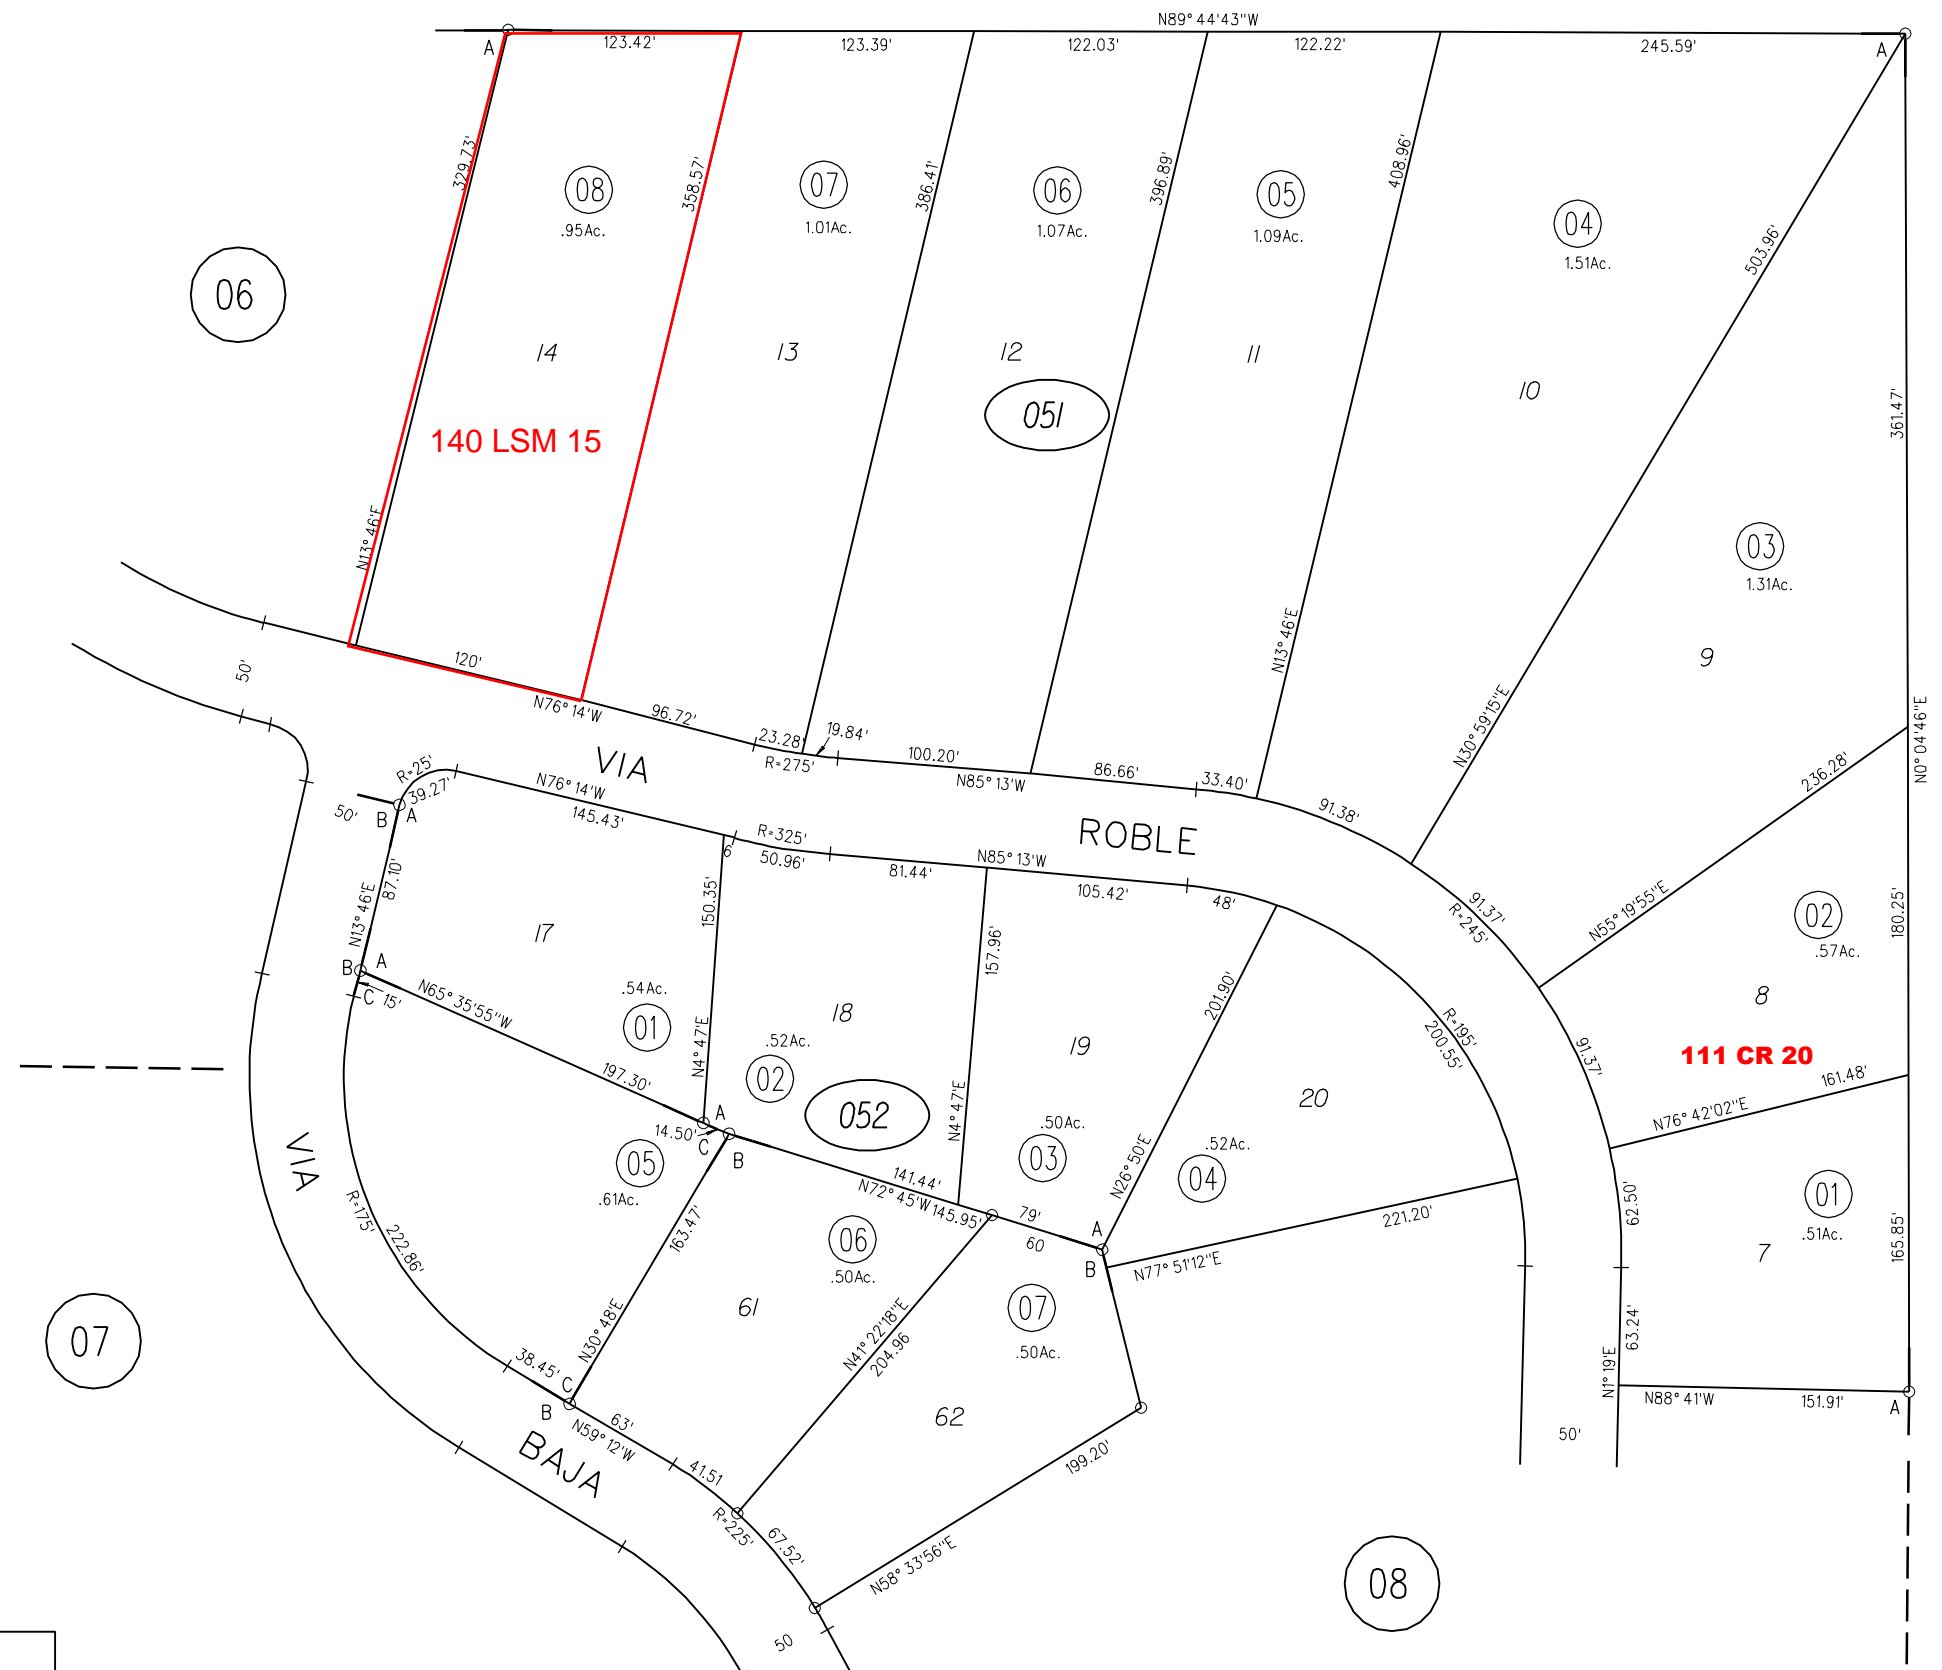 N89°44'43"W
A
123.42'
123.39'
122.03'
122.22'
245.59'
A
329.73'
358.57'
386.41'
396.89'
408.96'
503.96'
08
.95Ac.
07
1.01Ac.
06
1.07Ac.
05
1.09Ac.
04
1.51Ac.
06
14
13
12
11
10
051
361.47'
140 LSM 15
N13°46'E
03
1.31Ac.
9
N13°46'E
N30°59'15"E
N0°04'46"E
50'
120'
N76°14'W
96.72'
23.28'
19.84'
R=275'
100.20'
N85°13'W
86.66'
33.40'
91.38'
236.28'
VIA
ROBLE
R=25'
39.27'
50'
B
A
N76°14'W
145.43'
R=325'
6
50.96'
N85°13'W
81.44'
105.42'
48'
91.37'
R=245'
N55°19'55"E
02
.57Ac.
180.25'
8
111 CR 20
N13°46'E
87.10'
17
150.35'
157.96'
201.90'
B
A
C
15'
N65°35'55"W
.54Ac.
01
18
.52Ac.
02
19
R=195'
200.55'
91.37'
161.48'
N76°42'02"E
N4°47'E
197.30'
052
N4°47'E
.50Ac.
03
20
.52Ac.
04
N26°50'E
A
14.50'
C
B
VIA
05
.61Ac.
141.44'
N72°45'W
145.95'
79'
60
A
B
221.20'
N77°51'12"E
62.50'
01
.51Ac.
7
165.85'
R=175'
222.86'
163.47'
06
.50Ac.
61
07
.50Ac.
63.24'
07
N30°48'E
N41°22'18"E
204.96
38.45'
C
B
63'
N59°12'W
N1°19'E
N88°41'W
151.91'
A
62
BAJA
41.51
199.20'
50'
R=225'
67.52'
N58°33'56"E
08
50